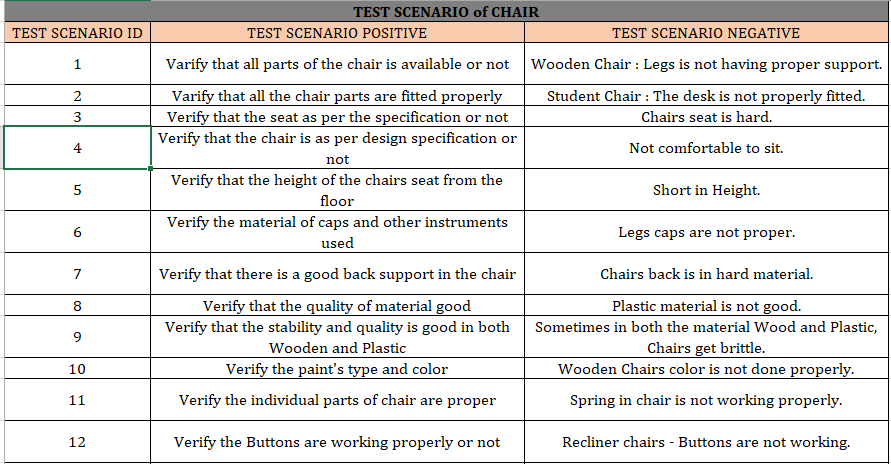 TEST SCENARIO of CHAIR
TEST SCENARIO ID TEST SCENARIO POSITIVE TEST SCENARIO NEGATIVE
1 Varify that all parts of the chair is available or not Wooden Chair : Legs is not having proper support.
2 Varify that all the chair parts are fitted properly Student Chair : The desk is not properly fitted.
3 Verify that the seat as per the specification or not Chairs seat is hard.
4 Verify that the chair is as per design specification or
not Not comfortable to sit.
5 Verify that the height of the chairs seat from the
floor Short in Height.
6 Verify the material of caps and other instruments
used Legs caps are not proper.
7 Verify that there is a good back support in the chair Chairs back is in hard material.
8 Verify that the quality of material good Plastic material is not good.
9 Verify that the stability and quality is good in both Sometimes in both the material Wood and Plastic,
Wooden and Plastic Chairs get brittle.
10 Verify the paint's type and color Wooden Chairs color is not done properly.
11 Verify the individual parts of chair are proper Spring in chair is not working properly.
12 Verify the Buttons are working properly or not Recliner chairs - Buttons are not working.